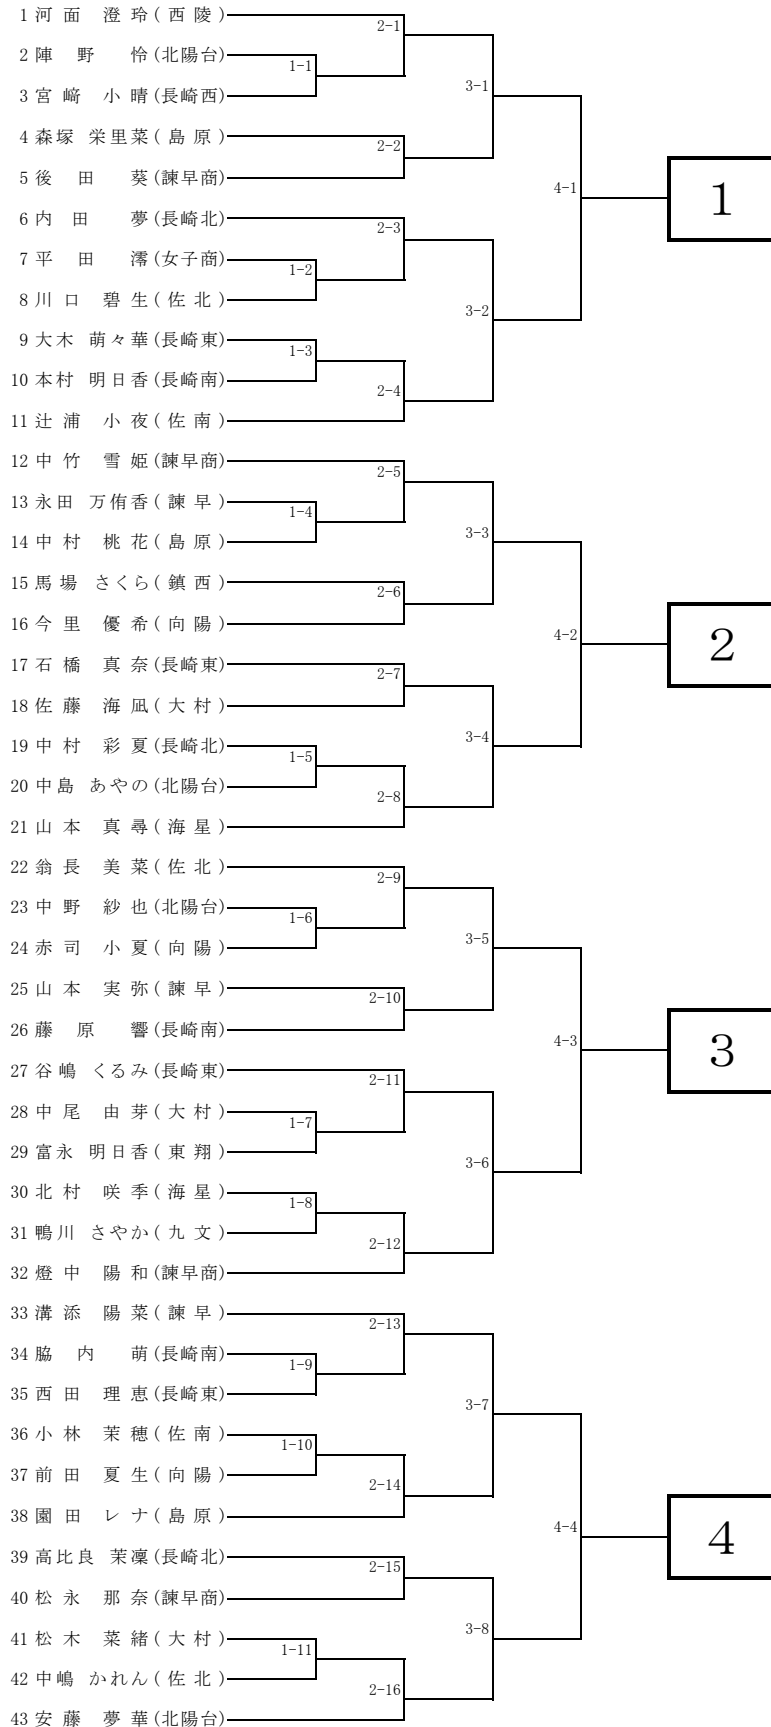 1 河面 澄玲(西陵)
2-1
2 陣野 怜(北陽台)
1-1
3 宮﨑 小晴(長崎西)
3-1
4 森塚 栄里菜(島原)
2-2
5 後田 葵(諫早商)
4-1
1
6 内田 夢(長崎北)
2-3
7 平田 澪(女子商)
1-2
8 川口 碧生(佐北)
3-2
9 大木 萌々華(長崎東)
1-3
10 本村 明日香(長崎南)
2-4
11 辻浦 小夜(佐南)
12 中竹 雪姫(諫早商)
2-5
13 永田 万侑香(諫早)
1-4
14 中村 桃花(島原)
3-3
15 馬場 さくら(鎮西)
2-6
16 今里 優希(向陽)
4-2
2
17 石橋 真奈(長崎東)
2-7
18 佐藤 海凪(大村)
3-4
19 中村 彩夏(長崎北)
1-5
20 中島 あやの(北陽台)
2-8
21 山本 真尋(海星)
22 翁長 美菜(佐北)
2-9
23 中野 紗也(北陽台)
1-6
24 赤司 小夏(向陽)
3-5
25 山本 実弥(諫早)
2-10
26 藤原 響(長崎南)
4-3
3
27 谷嶋 くるみ(長崎東)
2-11
28 中尾 由芽(大村)
1-7
29 富永 明日香(東翔)
3-6
30 北村 咲季(海星)
1-8
31 鴨川 さやか(九文)
2-12
32 燈中 陽和(諫早商)
33 溝添 陽菜(諫早)
2-13
34 脇内 萌(長崎南)
1-9
35 西田 理恵(長崎東)
3-7
36 小林 茉穂(佐南)
1-10
37 前田 夏生(向陽)
2-14
38 園田 レナ(島原)
4-4
4
39 高比良 茉凜(長崎北)
2-15
40 松永 那奈(諫早商)
3-8
41 松木 菜緒(大村)
1-11
42 中嶋 かれん(佐北)
2-16
43 安藤 夢華(北陽台)